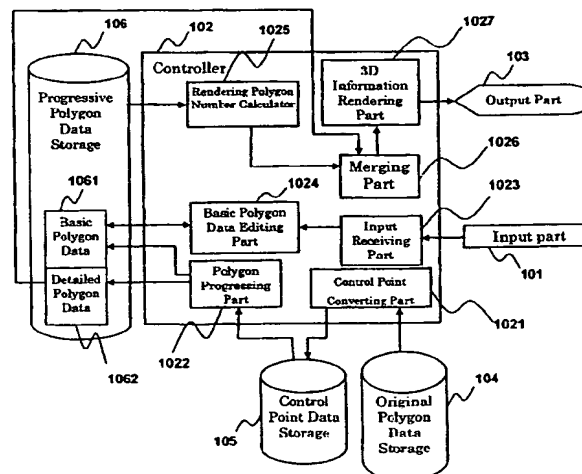 106
102
1025
1027
103
Controller
Progressive
Polygon
Data
Storage
Rendering Polygon
Number Calculator
3D
Information
Rendering
Part
Output Part
Merging
Part
1026
1061
1024
1023
Basic
Polygon
Data
Basic Polygon
Data Editing
Part
Input
Receiving
Part
Input part
101
Detailed
Polygon
Data
Polygon
Progressing
Part
Control Point
Converting Part
1021
1022
1062
105
Control
Point Data
Storage
Original
Polygon
Data
Storage
104